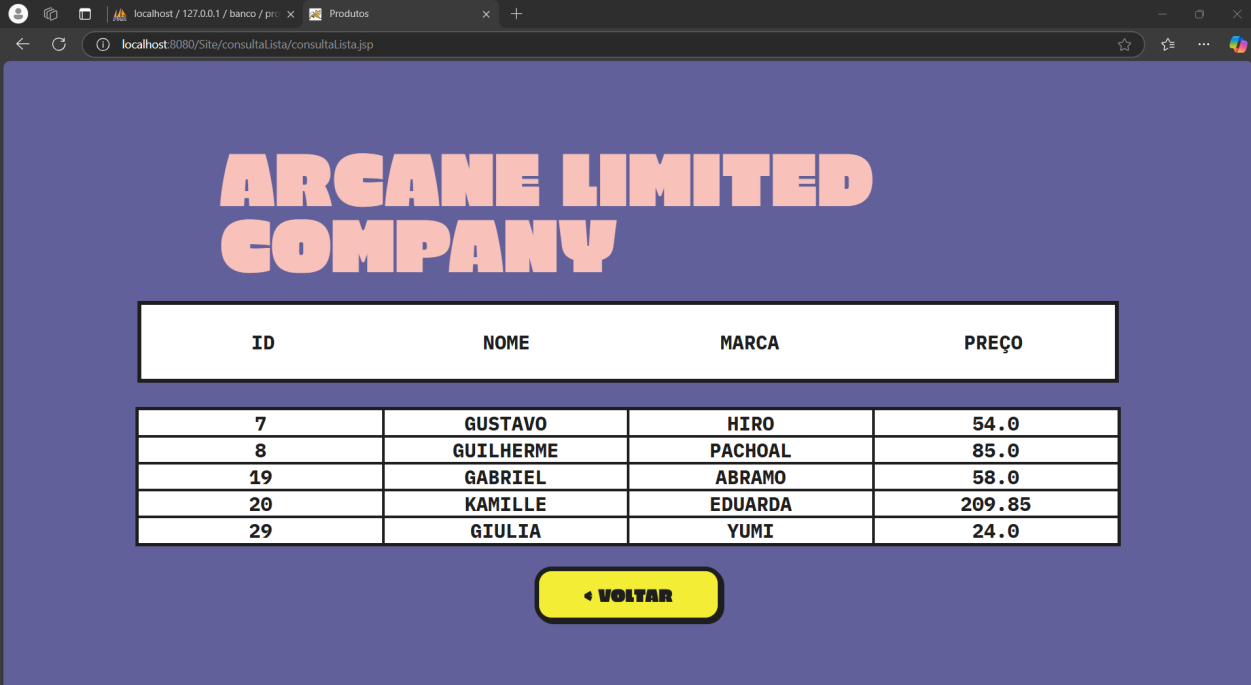 localhost / 127.0.0.1 / banco / pro
Produtos
localhost:8080/Site/consultaLista/consultaLista.jsp
ARCANE LIMITED
COMPANY
ID NOME MARCA PREÇO
7 GUSTAVO HIRO 54.0
8 GUILHERME PACHOAL 85.0
19 GABRIEL ABRAMO 58.0
20 KAMILLE EDUARDA 209.85
29 GIULIA YUMI 24.0
< VOLTAR